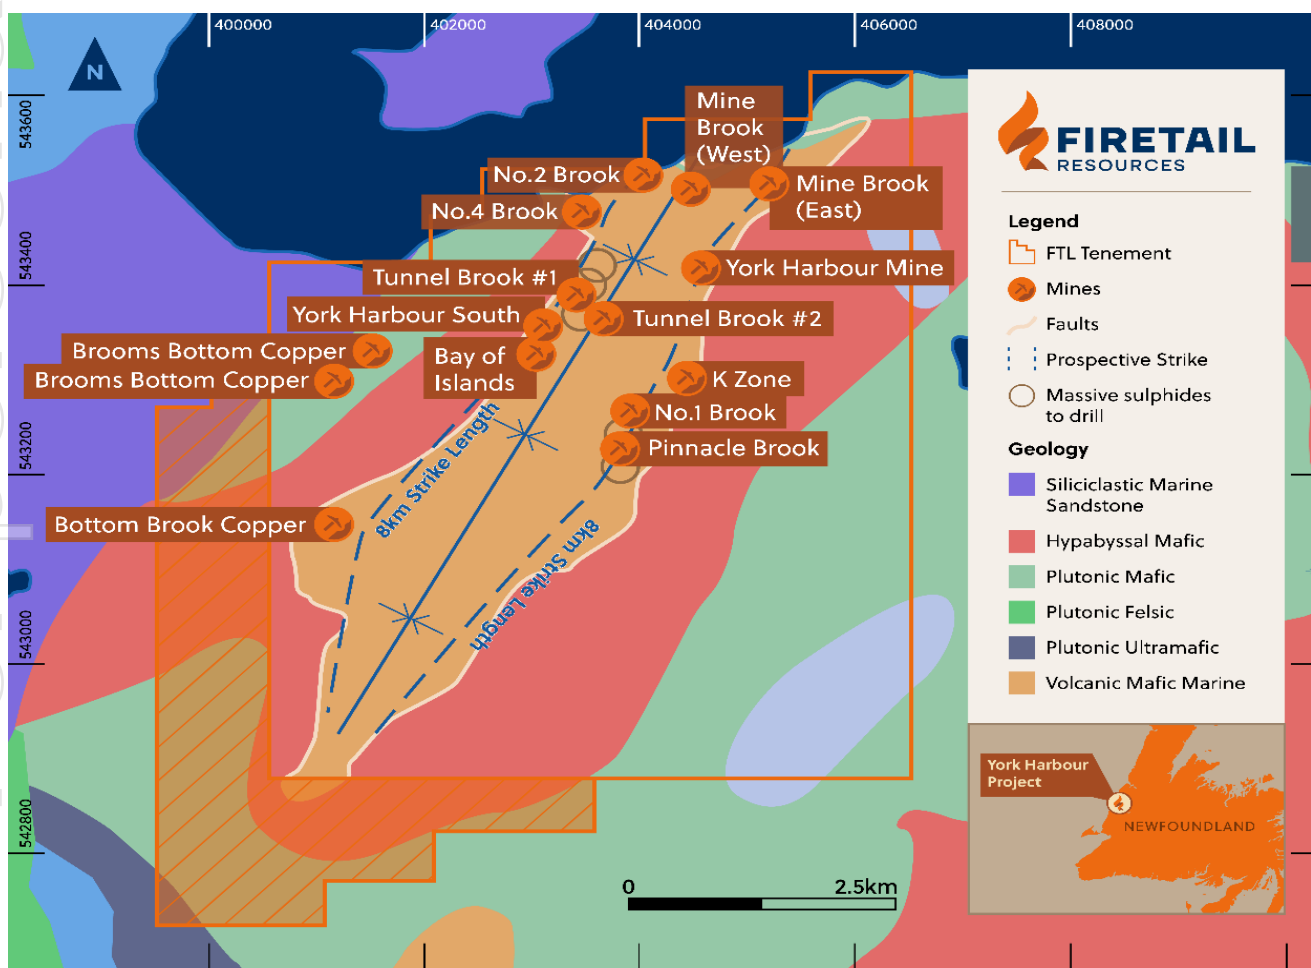 400000
402000
404000
406000
408000
543600
543400
543200
543000
542800
N
Mine
Brook
(West)
No.2 Brook
Mine Brook
(East)
No.4 Brook
Tunnel Brook #1
York Harbour Mine
York Harbour South
Tunnel Brook #2
Brooms Bottom Copper
Bay of
Islands
Brooms Bottom Copper
K Zone
No.1 Brook
Pinnacle Brook
8km Strike Length
Bottom Brook Copper
8km Strike Length
0
2.5km
FIRETAIL
RESOURCES
Legend
FTL Tenement
Mines
Faults
Prospective Strike
Massive sulphides
to drill
Geology
Siliciclastic Marine
Sandstone
Hypabyssal Mafic
Plutonic Mafic
Plutonic Felsic
Plutonic Ultramafic
Volcanic Mafic Marine
York Harbour
Project
NEWFOUNDLAND